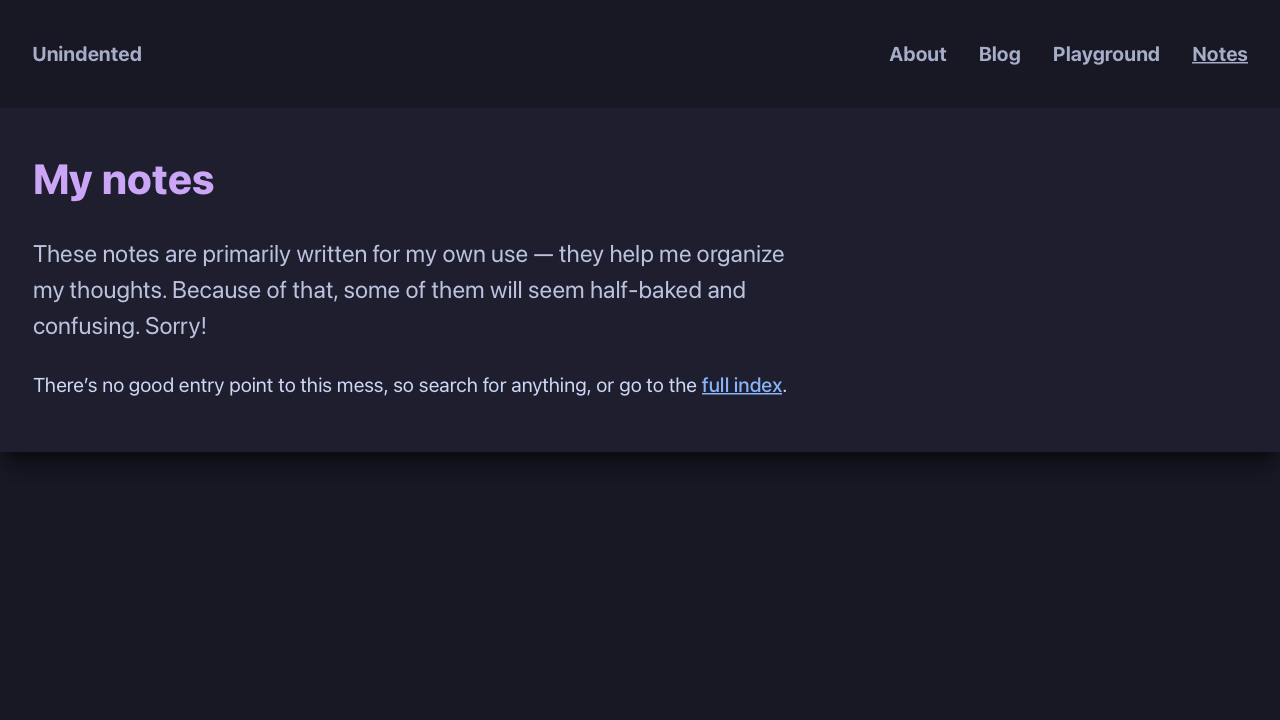 Unindented
About Blog Playground Notes
My notes
These notes are primarily written for my own use — they help me organize
my thoughts. Because of that, some of them will seem half-baked and
confusing. Sorry!
There’s no good entry point to this mess, so search for anything, or go to the full index.